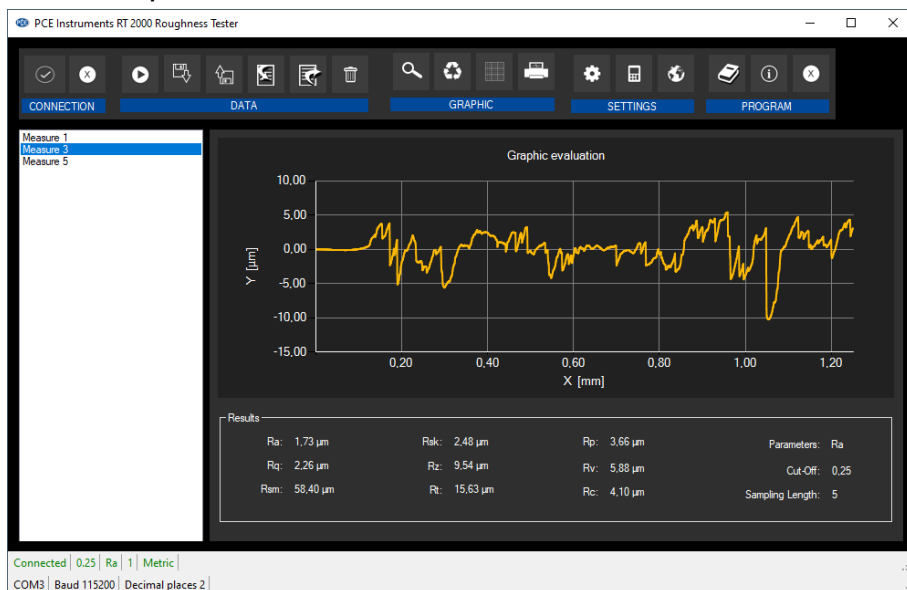 PCE Instruments RT 2000 Roughness Tester
CONNECTION DATA GRAPHIC SETTINGS PROGRAM
Measure 1
Measure 3
Measure 5
Graphic evaluation
10,00
5,00
0,00
-5,00
-10,00
-15,00
Y [µm]
0,20 0,40 0,60 0,80 1,00 1,20
X [mm]
Results
Ra: 1,73 µm Rsk: 2,48 µm Rp: 3,66 µm Parameters: Ra
Rq: 2,26 µm Rz: 9,54 µm Rv: 5,88 µm Cut-Off: 0,25
Rsm: 58,40 µm Rt: 15,63 µm Rc: 4,10 µm Sampling Length: 5
Connected 0.25 Ra 1 Metric
COM3 Baud 115200 Decimal places 2